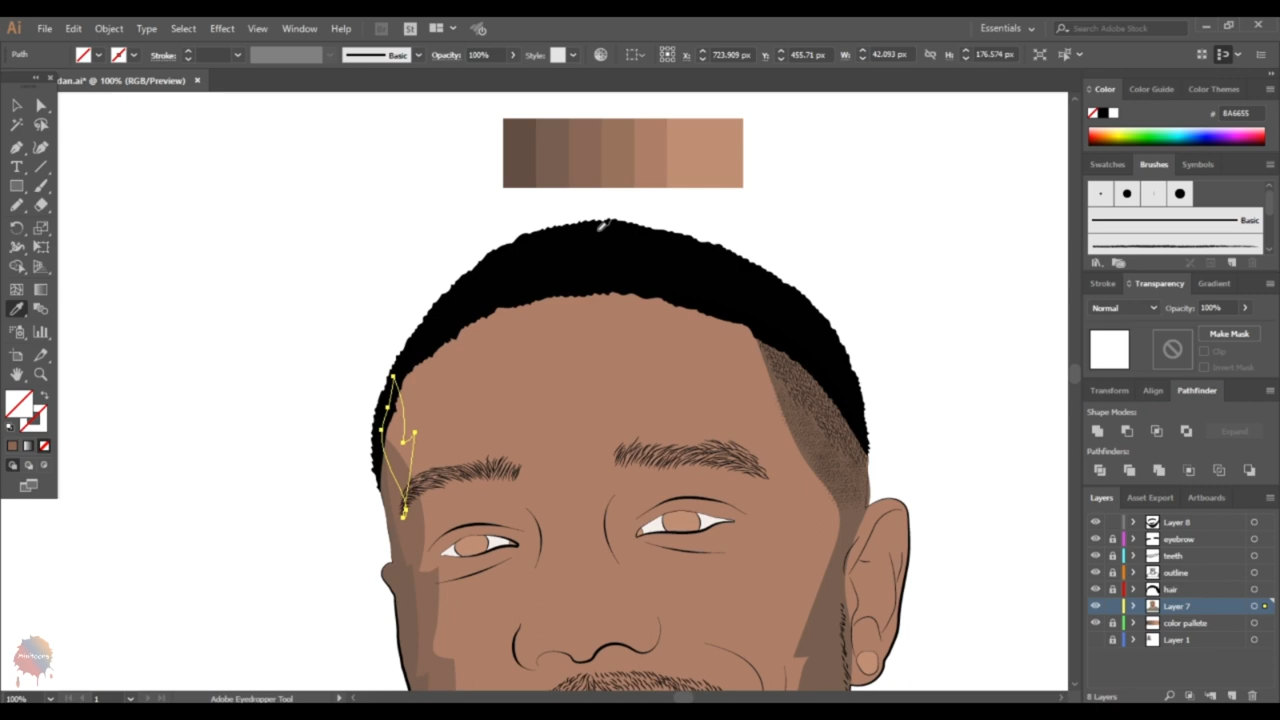 Ai File Edit Object Type Select Effect View Window Help Br St Essentials Search Adobe Stock
Path Stroke: Basic Opacity: 100% Style: X: 723.909 px Y: 455.71 px W: 42.093 px H: 176.574 px
dan.ai* @ 100% (RGB/Preview)
Color Color Guide Color Themes
# 8A6655
Swatches Brushes Symbols
Basic
Stroke Transparency Gradient
Normal Opacity: 100%
Make Mask
Clip
Invert Mask
Transform Align Pathfinder
Shape Modes:
Expand
Pathfinders:
Layers Asset Export Artboards
Layer 8
eyebrow
teeth
outline
hair
Layer 7
color pallete
Layer 1
100% 1 Adobe Eyedropper Tool 8 Layers